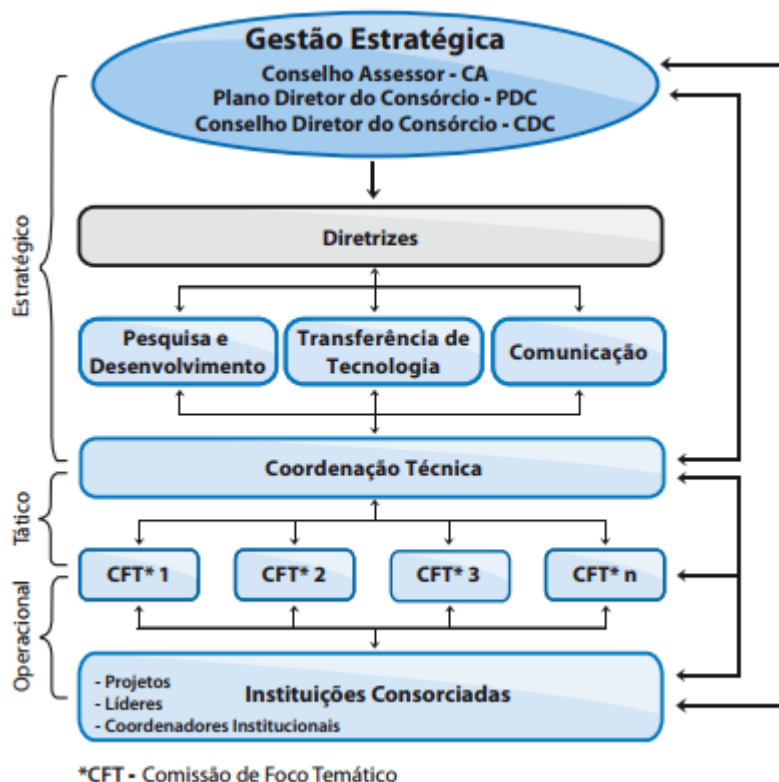 Gestão Estratégica
Conselho Assessor - CA
Plano Diretor do Consórcio - PDC
Conselho Diretor do Consórcio - CDC
Estratégico
Diretrizes
Pesquisa e
Desenvolvimento
Transferência de
Tecnologia
Comunicação
Coordenação Técnica
Tático
CFT* 1
CFT* 2
CFT* 3
CFT* n
Operacional
- Projetos
- Líderes
- Coordenadores Institucionais
Instituições Consorciadas
*CFT - Comissão de Foco Temático